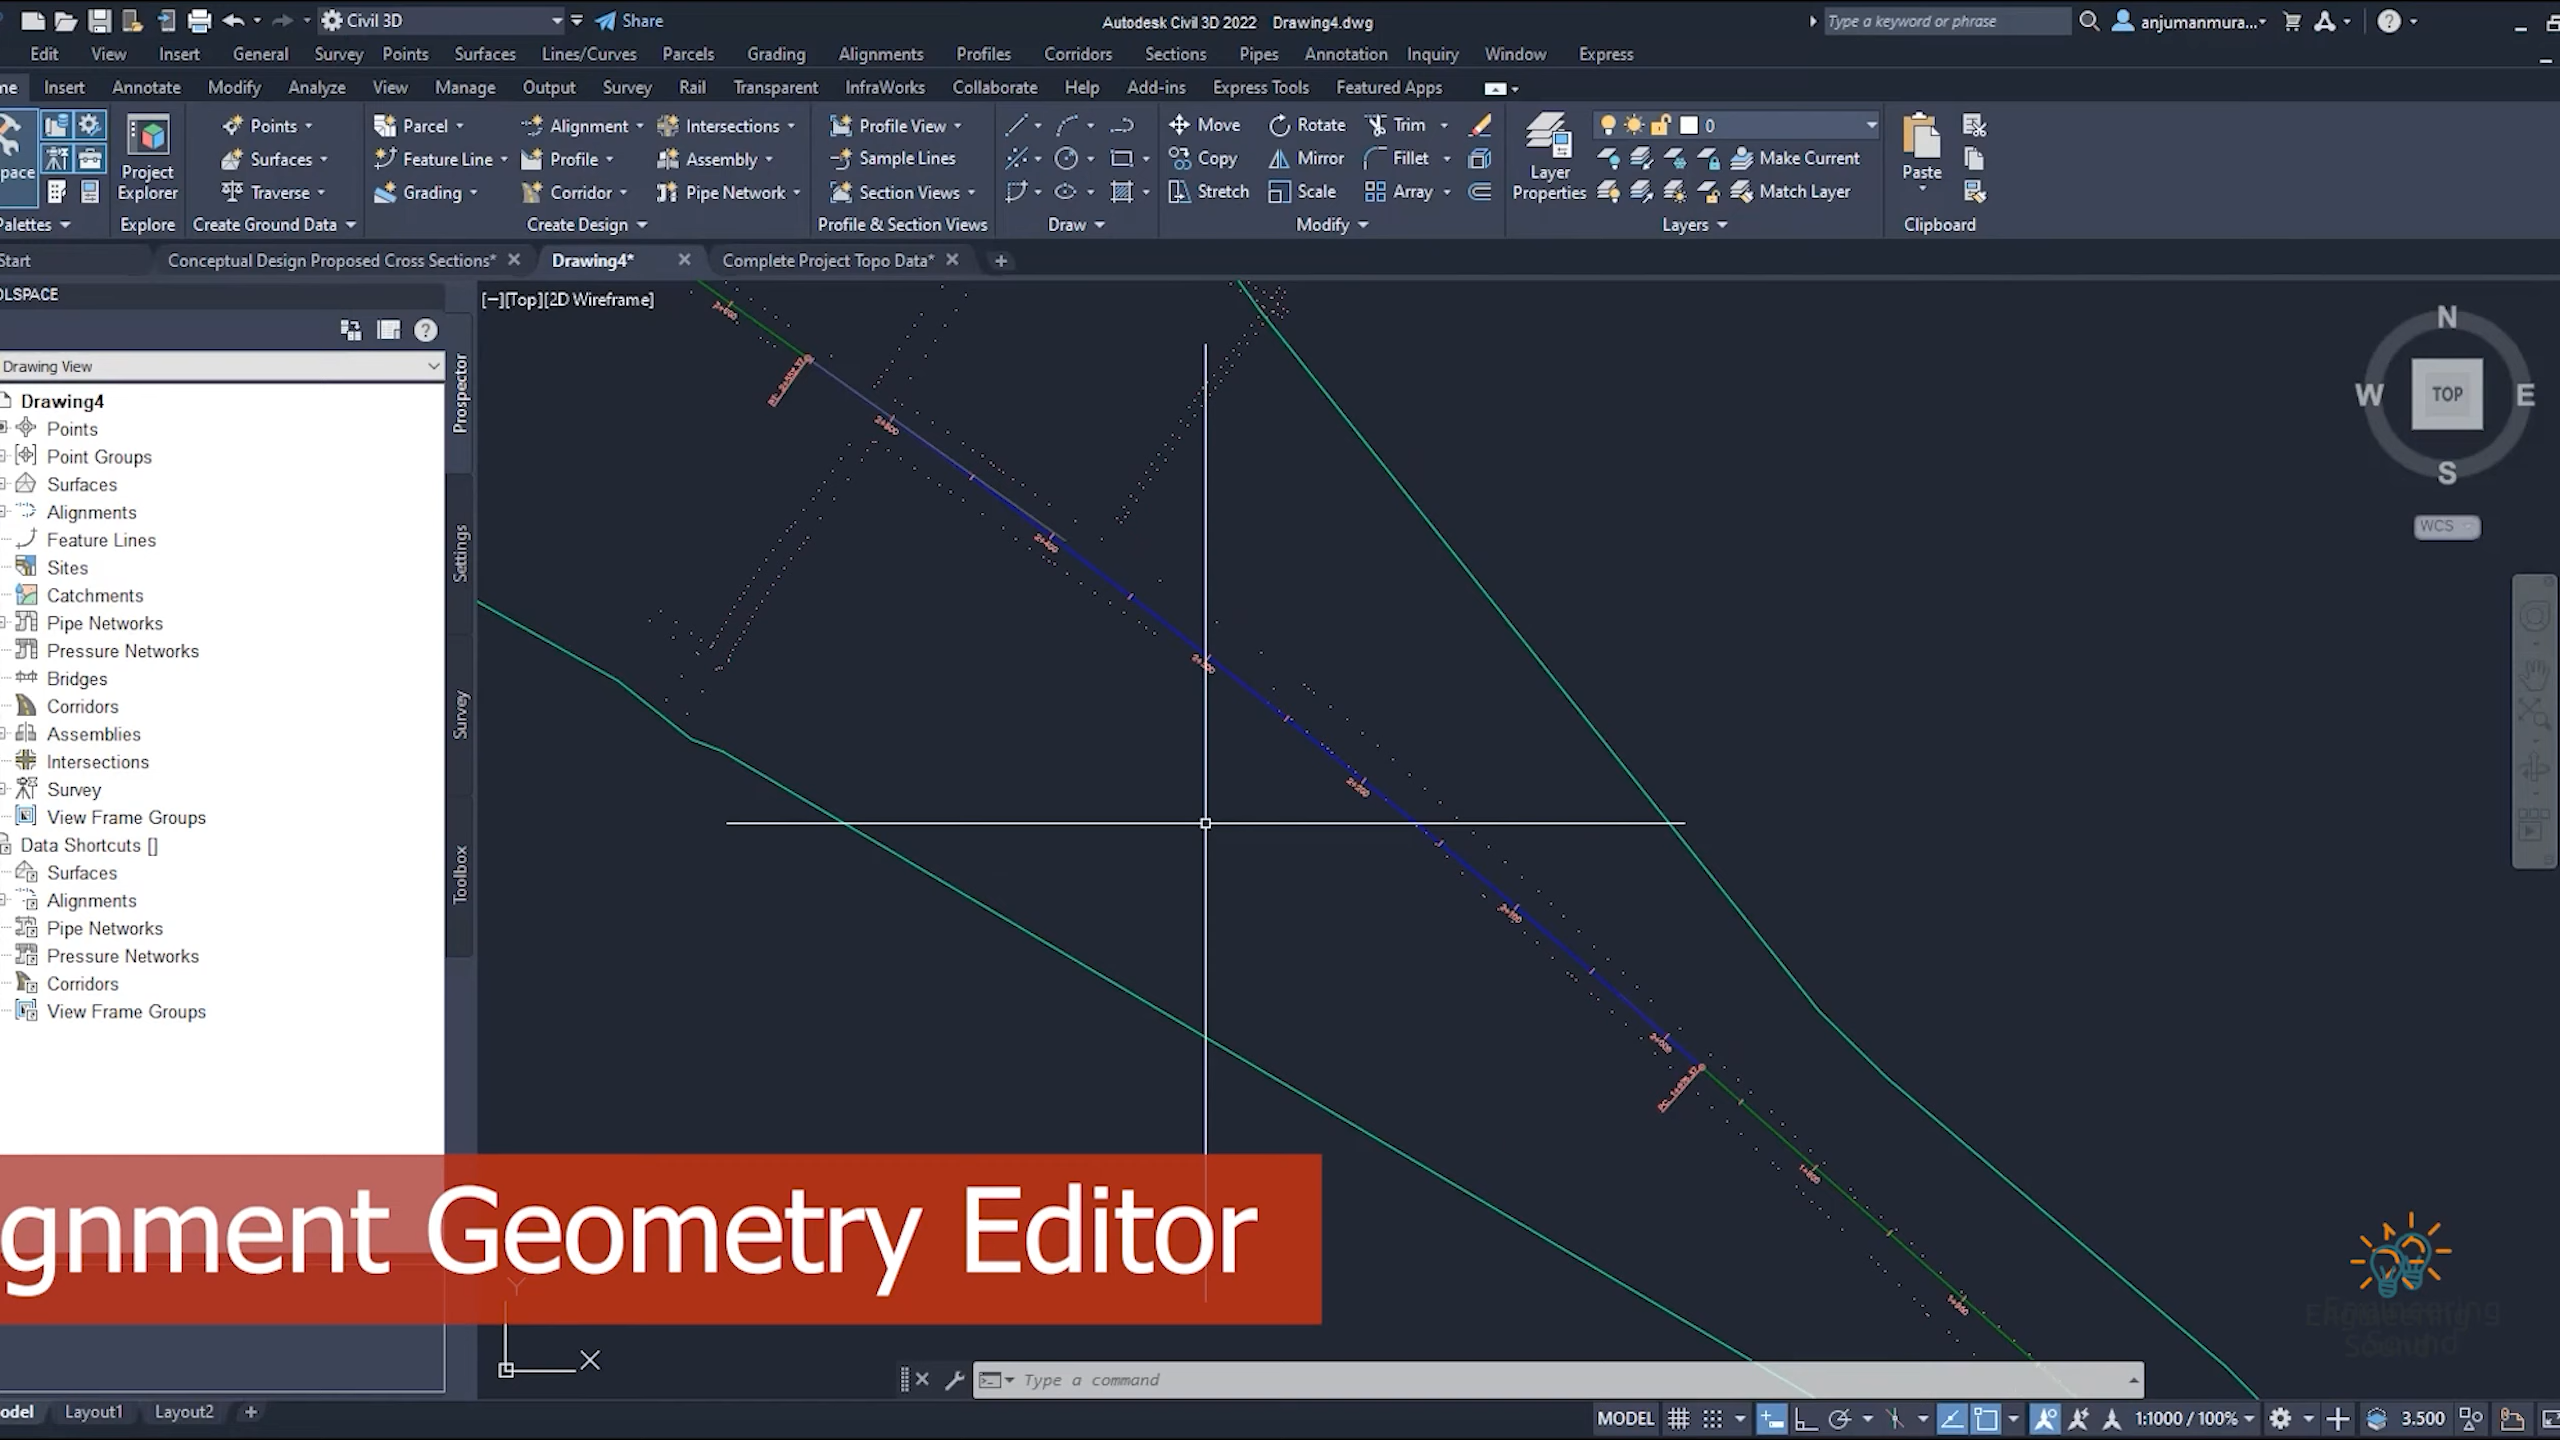 Civil 3D Share Autodesk Civil 3D 2022 Drawing4.dwg Type a keyword or phrase anjumanmura...
Edit View Insert General Survey Points Surfaces Lines/Curves Parcels Grading Alignments Profiles Corridors Sections Pipes Annotation Inquiry Window Express
me Insert Annotate Modify Analyze View Manage Output Survey Rail Transparent InfraWorks Collaborate Help Add-ins Express Tools Featured Apps
Points Parcel Alignment Intersections Profile View Move Rotate Trim 0
Surfaces Feature Line Profile Assembly Sample Lines Copy Mirror Fillet Make Current
pace Project Explorer Traverse Grading Corridor Pipe Network Section Views Stretch Scale Array Layer Properties Match Layer Paste
Palettes Explore Create Ground Data Create Design Profile & Section Views Draw Modify Layers Clipboard
Start Conceptual Design Proposed Cross Sections* Drawing4* Complete Project Topo Data*
OLSPACE
[−][Top][2D Wireframe]
Drawing View
Drawing4
Points
Point Groups
Surfaces
Alignments
Feature Lines
Sites
Catchments
Pipe Networks
Pressure Networks
Bridges
Corridors
Assemblies
Intersections
Survey
View Frame Groups
Data Shortcuts []
Surfaces
Alignments
Pipe Networks
Pressure Networks
Corridors
View Frame Groups
Prospector
Settings
Survey
Toolbox
N
W TOP E
S
WCS
gnment Geometry Editor
Y
X
Engineering
Type a command
odel Layout1 Layout2 +
MODEL 1:1000 / 100% 3.500